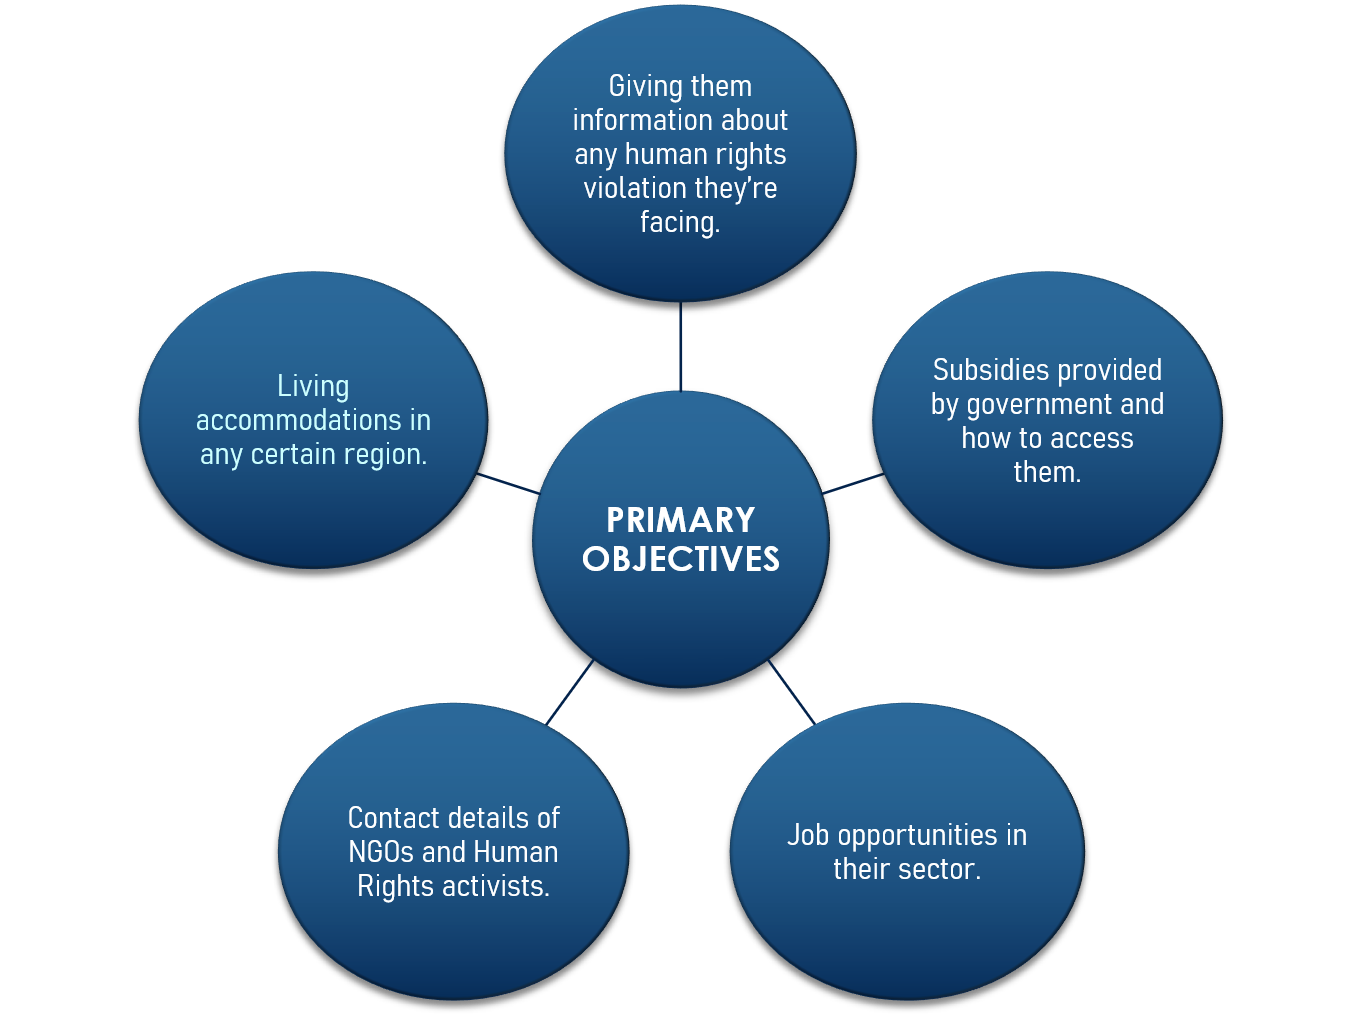 Giving them
information about
any human rights
violation they're
facing.
Living
accommodations in
any certain region.
Subsidies provided
by government and
how to access
them.
PRIMARY
OBJECTIVES
Contact details of
NGOs and Human
Rights activists.
Job opportunities in
their sector.